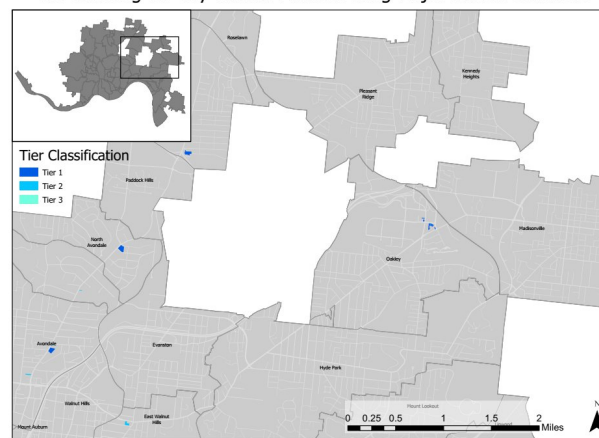 Roselawn
Kennedy
Heights
Pleasant
Ridge
Tier Classification
Tier 1
Tier 2
Tier 3
Paddock Hills
Madisonville
North
Avondale
Oakley
Avondale
Evanston
Hyde Park
Walnut Hills
East Walnut
Hills
Mount Auburn
Mount Lookout
0 0.25 0.5 1 1.5 2
Miles
N